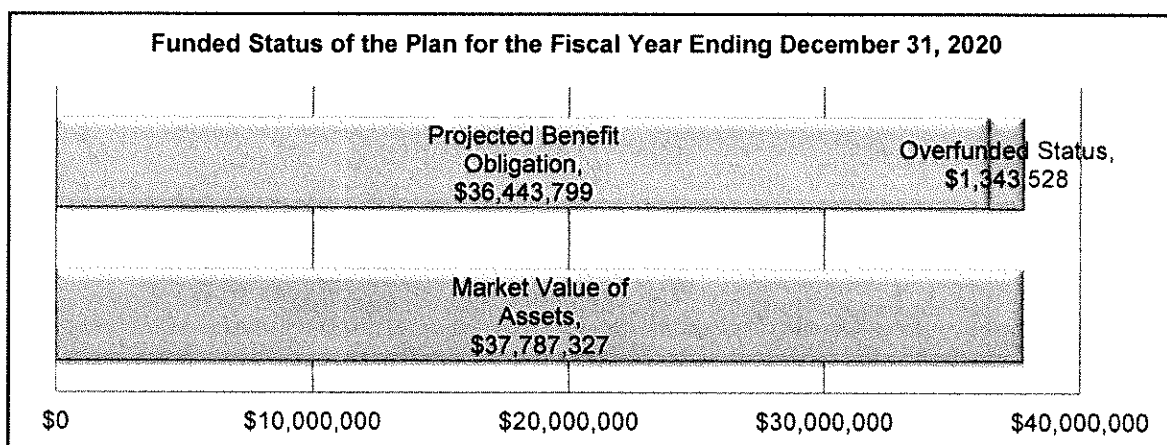 Funded Status of the Plan for the Fiscal Year Ending December 31, 2020
Projected Benefit
Obligation,
$36,443,799
Overfunded Status,
$1,343,528
Market Value of
Assets,
$37,787,327
$0 $10,000,000 $20,000,000 $30,000,000 $40,000,000